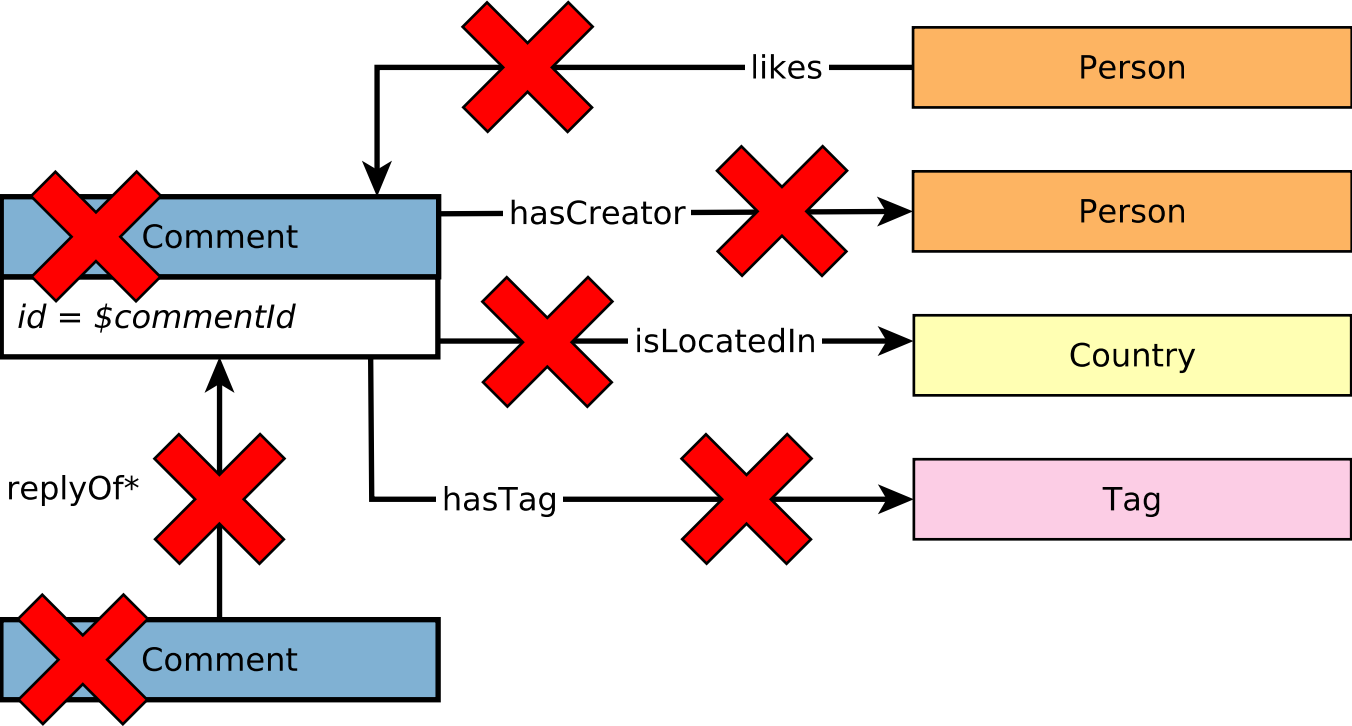 likes
Person
hasCreator
Person
Comment
id = $commentId
isLocatedIn
Country
replyOf*
hasTag
Tag
Comment